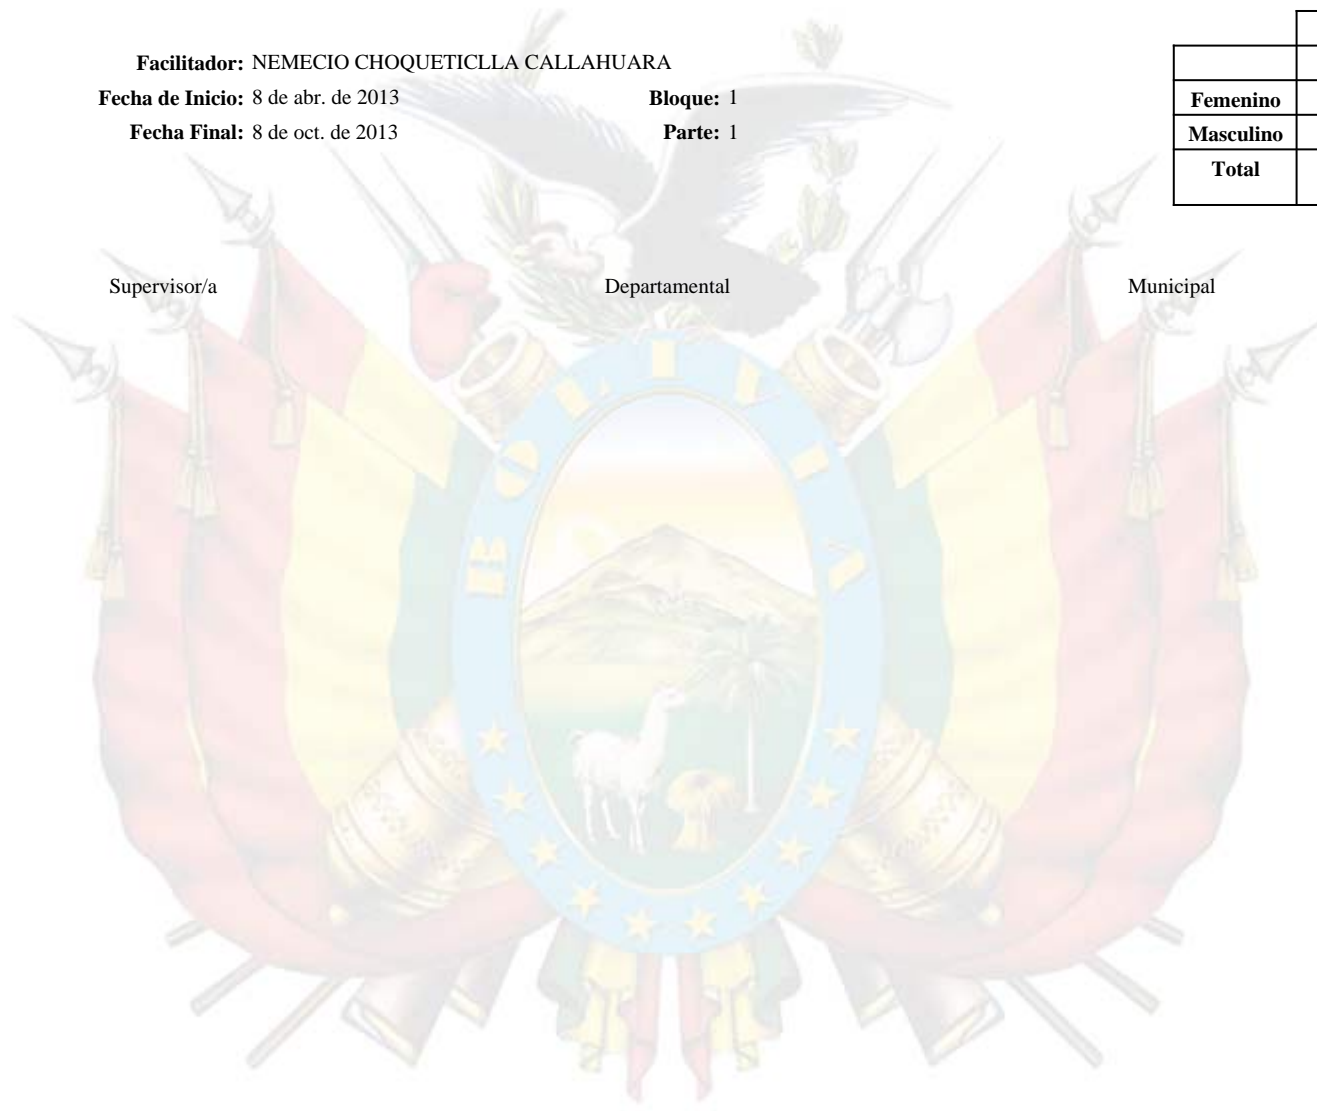 Facilitador: NEMECIO CHOQUETICLLA CALLAHUARA
Fecha de Inicio: 8 de abr. de 2013 Bloque: 1
Fecha Final: 8 de oct. de 2013 Parte: 1
Femenino
Masculino
Total
Supervisor/a Departamental Municipal
BOLIVIA